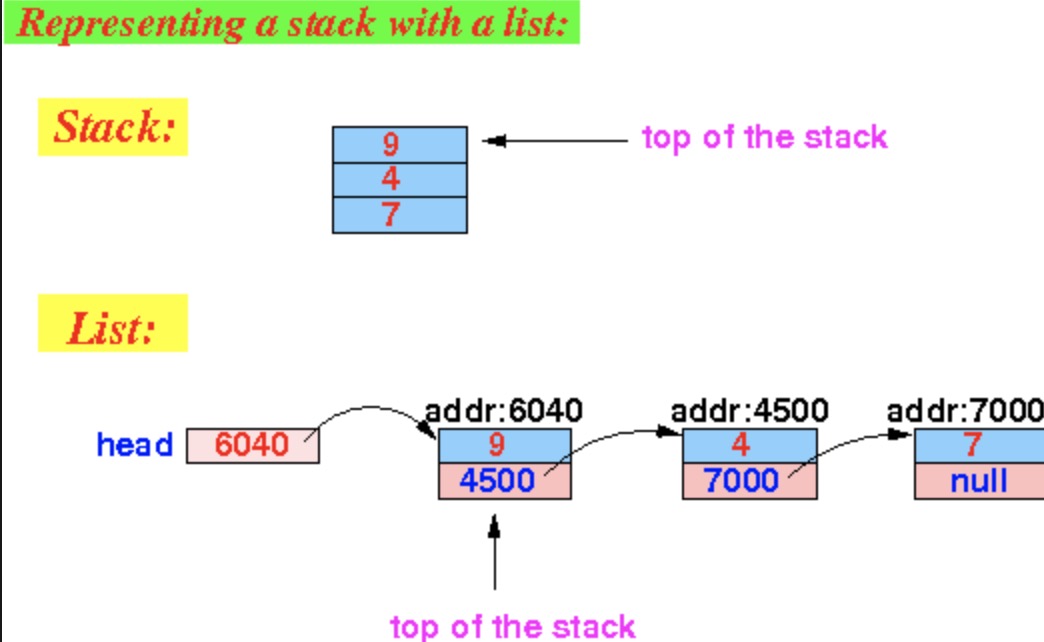 Representing a stack with a list:
Stack:
9
top of the stack
4
7
List:
addr:6040 addr:4500 addr:7000
head 6040 9 4 7
4500 7000 null
top of the stack